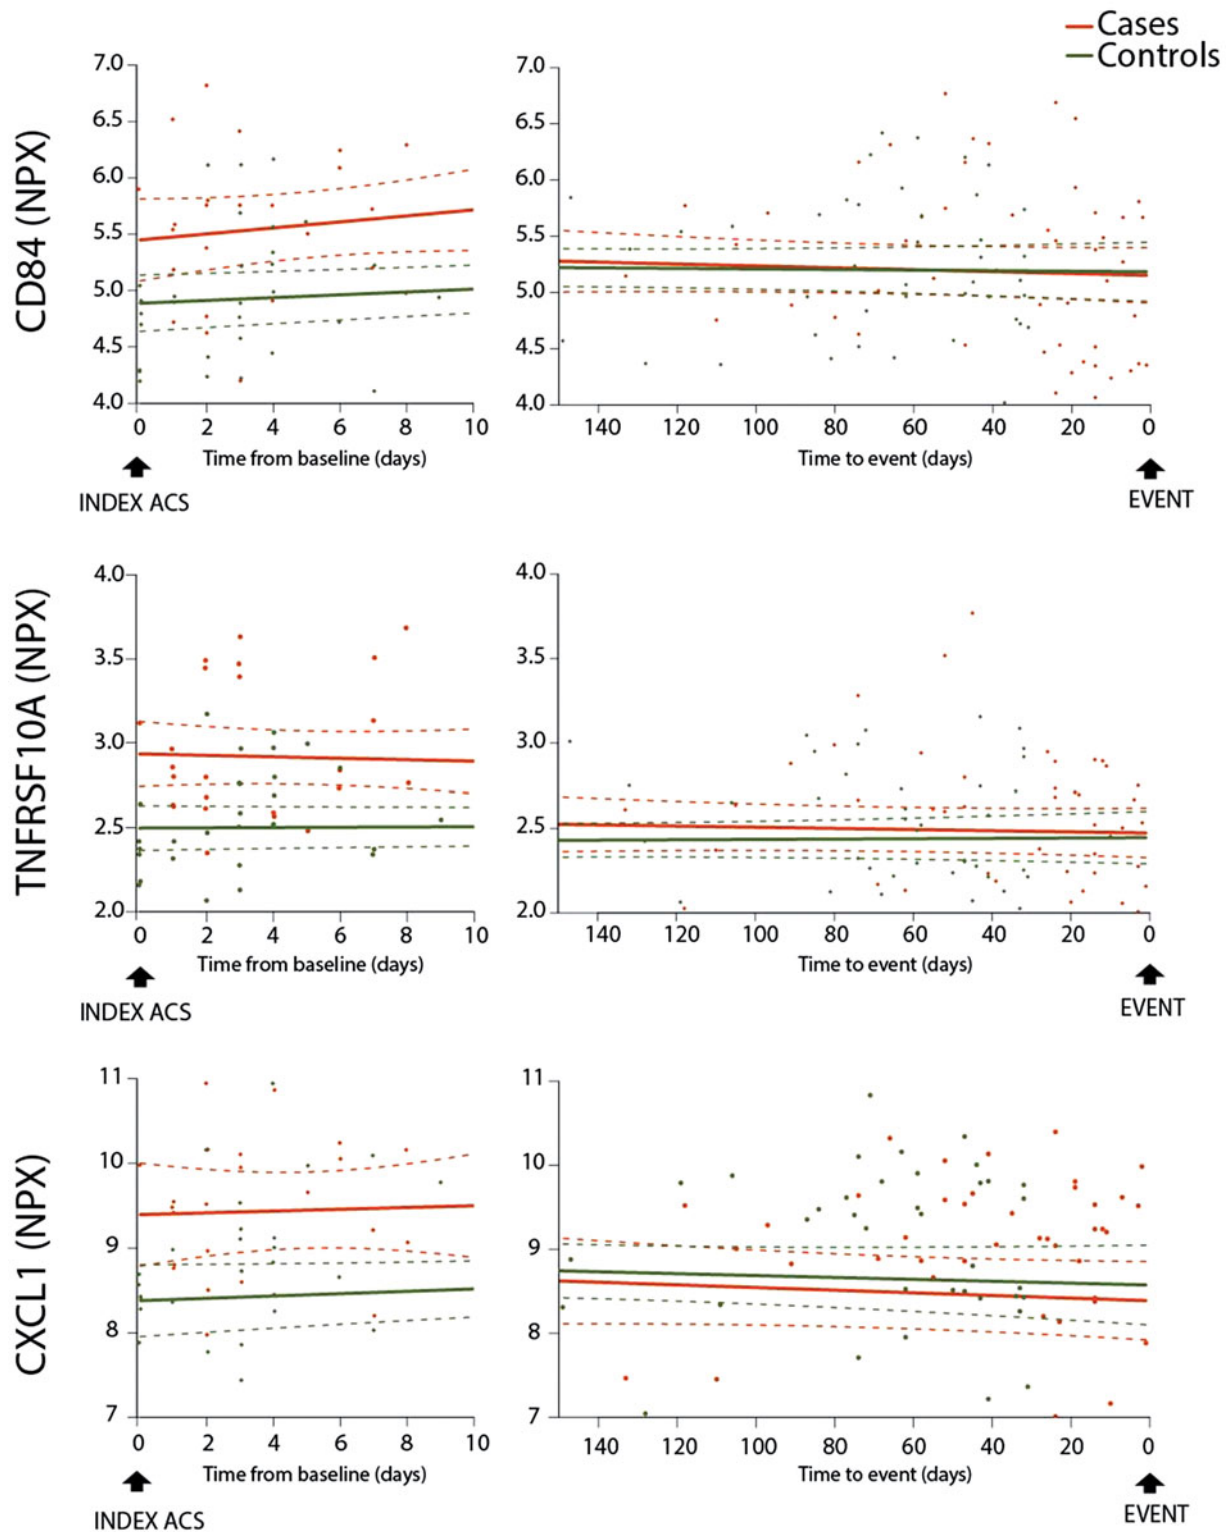 Cases
Controls
CD84 (NPX)
7.0
6.5
6.0
5.5
5.0
4.5
4.0
0 2 4 6 8 10
Time from baseline (days)
INDEX ACS
7.0
6.5
6.0
5.5
5.0
4.5
4.0
140 120 100 80 60 40 20 0
Time to event (days)
EVENT
TNFRSF10A (NPX)
4.0
3.5
3.0
2.5
2.0
0 2 4 6 8 10
Time from baseline (days)
INDEX ACS
4.0
3.5
3.0
2.5
2.0
140 120 100 80 60 40 20 0
Time to event (days)
EVENT
CXCL1 (NPX)
11
10
9
8
7
0 2 4 6 8 10
Time from baseline (days)
INDEX ACS
11
10
9
8
7
140 120 100 80 60 40 20 0
Time to event (days)
EVENT